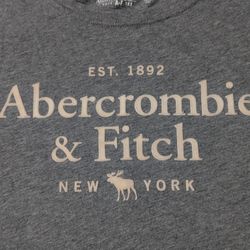 EST. 1892
Abercrombie
& Fitch
NEW YORK